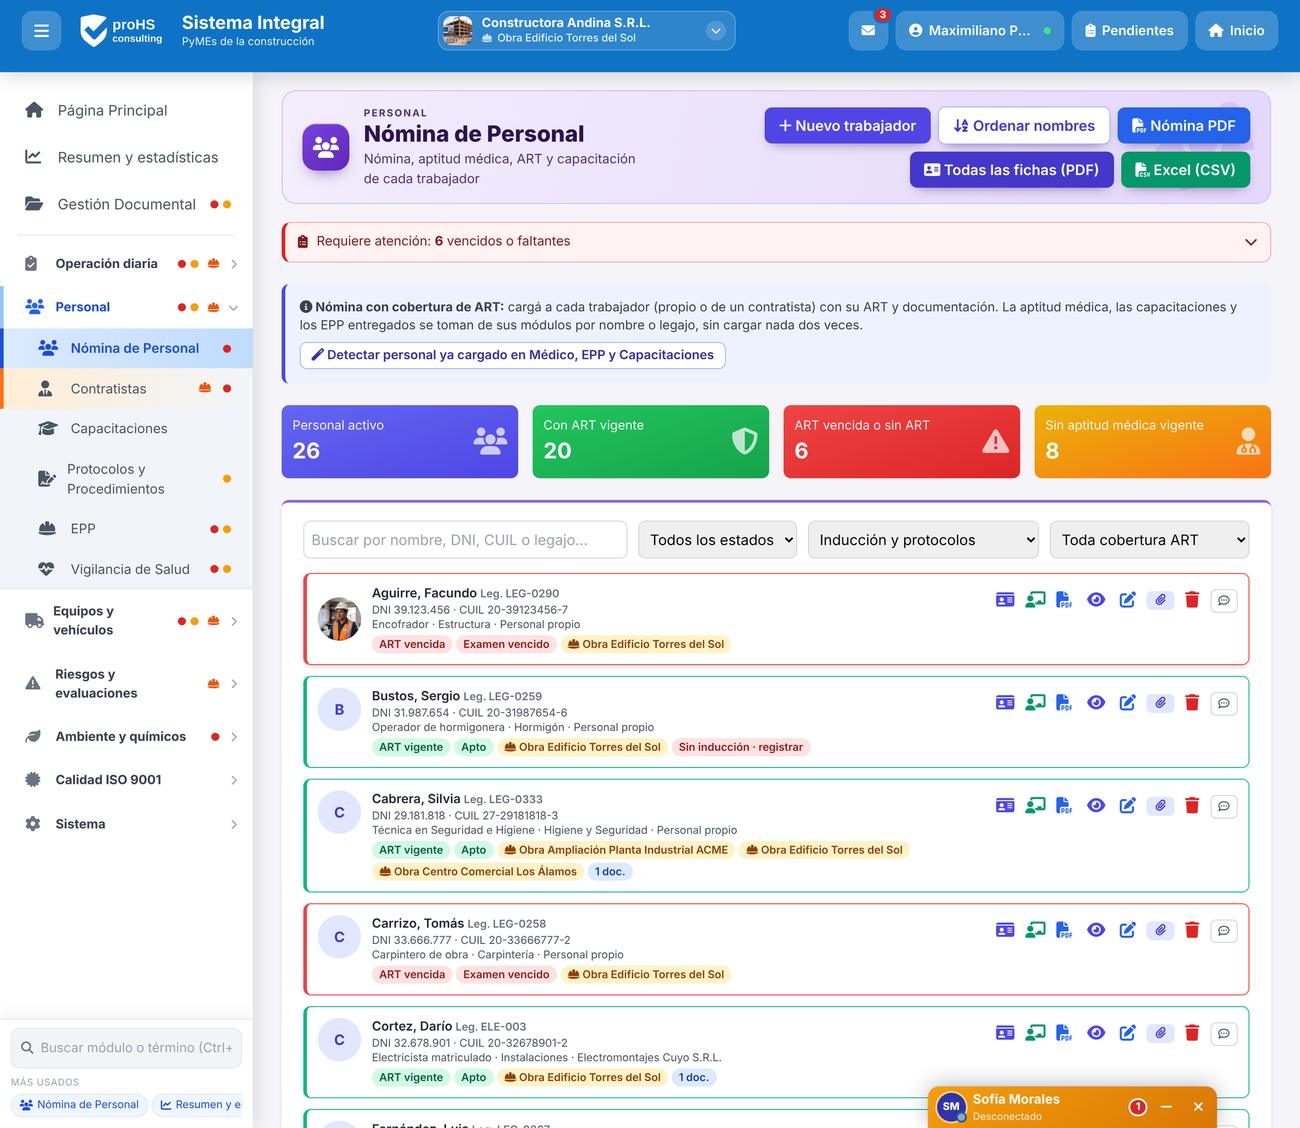 proHS
consulting
Sistema Integral
PyMEs de la construcción
Constructora Andina S.R.L.
Obra Edificio Torres del Sol
3
Maximiliano P...
Pendientes
Inicio
Página Principal
Resumen y estadísticas
Gestión Documental
Operación diaria
Personal
Nómina de Personal
Contratistas
Capacitaciones
Protocolos y
Procedimientos
EPP
Vigilancia de Salud
Equipos y
vehículos
Riesgos y
evaluaciones
Ambiente y químicos
Calidad ISO 9001
Sistema
Buscar módulo o término (Ctrl+
MÁS USADOS
Nómina de Personal
Resumen y e
PERSONAL
Nómina de Personal
Nómina, aptitud médica, ART y capacitación
de cada trabajador
Nuevo trabajador
Ordenar nombres
Nómina PDF
Todas las fichas (PDF)
Excel (CSV)
Requiere atención: 6 vencidos o faltantes
Nómina con cobertura de ART: cargá a cada trabajador (propio o de un contratista) con su ART y documentación. La aptitud médica, las capacitaciones y
los EPP entregados se toman de sus módulos por nombre o legajo, sin cargar nada dos veces.
Detectar personal ya cargado en Médico, EPP y Capacitaciones
Personal activo
26
Con ART vigente
20
ART vencida o sin ART
6
Sin aptitud médica vigente
8
Buscar por nombre, DNI, CUIL o legajo...
Todos los estados
Inducción y protocolos
Toda cobertura ART
Aguirre, Facundo Leg. LEG-0290
DNI 39.123.456 · CUIL 20-39123456-7
Encofrador · Estructura · Personal propio
ART vencida
Examen vencido
Obra Edificio Torres del Sol
PDF
B
Bustos, Sergio Leg. LEG-0259
DNI 31.987.654 · CUIL 20-31987654-6
Operador de hormigonera · Hormigón · Personal propio
ART vigente
Apto
Obra Edificio Torres del Sol
Sin inducción · registrar
PDF
C
Cabrera, Silvia Leg. LEG-0333
DNI 29.181.818 · CUIL 27-29181818-3
Técnica en Seguridad e Higiene · Higiene y Seguridad · Personal propio
ART vigente
Apto
Obra Ampliación Planta Industrial ACME
Obra Edificio Torres del Sol
Obra Centro Comercial Los Álamos
1 doc.
PDF
C
Carrizo, Tomás Leg. LEG-0258
DNI 33.666.777 · CUIL 20-33666777-2
Carpintero de obra · Carpintería · Personal propio
ART vencida
Examen vencido
Obra Edificio Torres del Sol
PDF
C
Cortez, Darío Leg. ELE-003
DNI 32.678.901 · CUIL 20-32678901-2
Electricista matriculado · Instalaciones · Electromontajes Cuyo S.R.L.
ART vigente
Apto
Obra Edificio Torres del Sol
1 doc.
PDF
SM
Sofía Morales
Desconectado
1